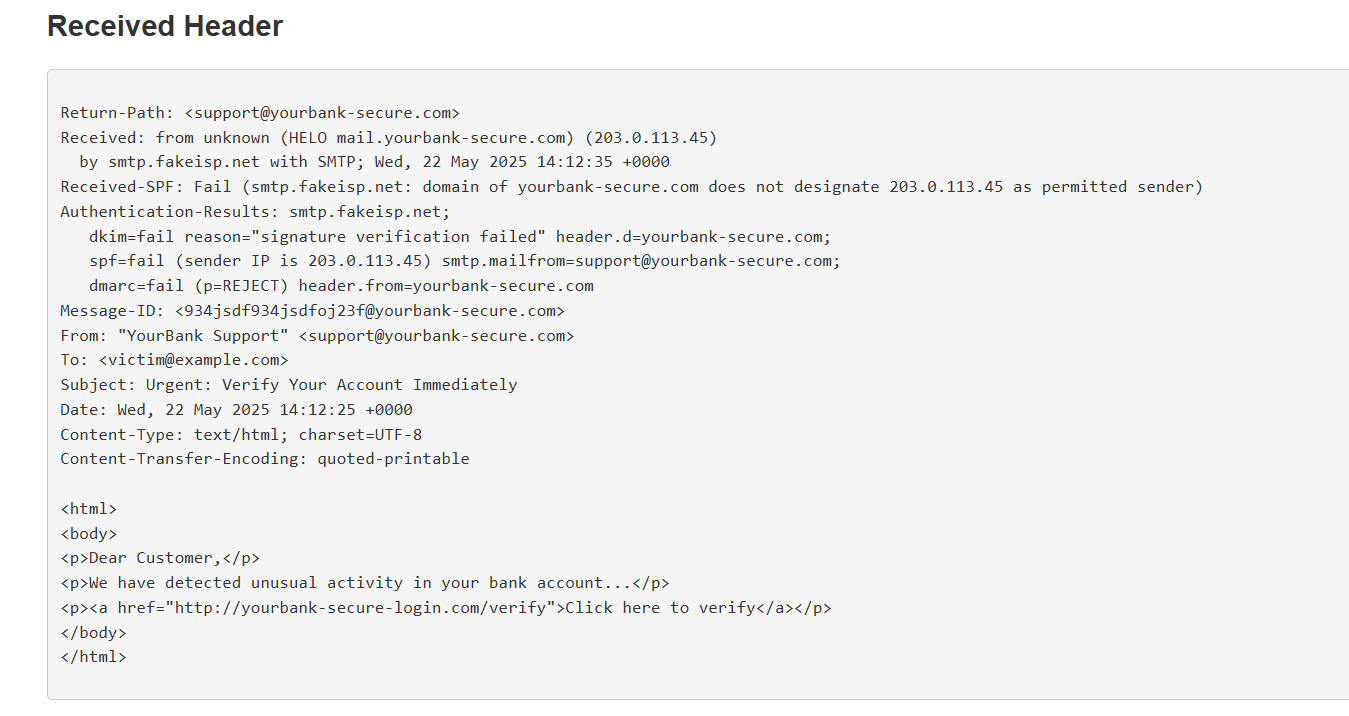 Received Header
Return-Path: <support@yourbank-secure.com>
Received: from unknown (HELO mail.yourbank-secure.com) (203.0.113.45)
  by smtp.fakeisp.net with SMTP; Wed, 22 May 2025 14:12:35 +0000
Received-SPF: Fail (smtp.fakeisp.net: domain of yourbank-secure.com does not designate 203.0.113.45 as permitted sender)
Authentication-Results: smtp.fakeisp.net;
   dkim=fail reason="signature verification failed" header.d=yourbank-secure.com;
   spf=fail (sender IP is 203.0.113.45) smtp.mailfrom=support@yourbank-secure.com;
   dmarc=fail (p=REJECT) header.from=yourbank-secure.com
Message-ID: <934jsdf934jsdfoj23f@yourbank-secure.com>
From: "YourBank Support" <support@yourbank-secure.com>
To: <victim@example.com>
Subject: Urgent: Verify Your Account Immediately
Date: Wed, 22 May 2025 14:12:25 +0000
Content-Type: text/html; charset=UTF-8
Content-Transfer-Encoding: quoted-printable

<html>
<body>
<p>Dear Customer,</p>
<p>We have detected unusual activity in your bank account...</p>
<p><a href="http://yourbank-secure-login.com/verify">Click here to verify</a></p>
</body>
</html>